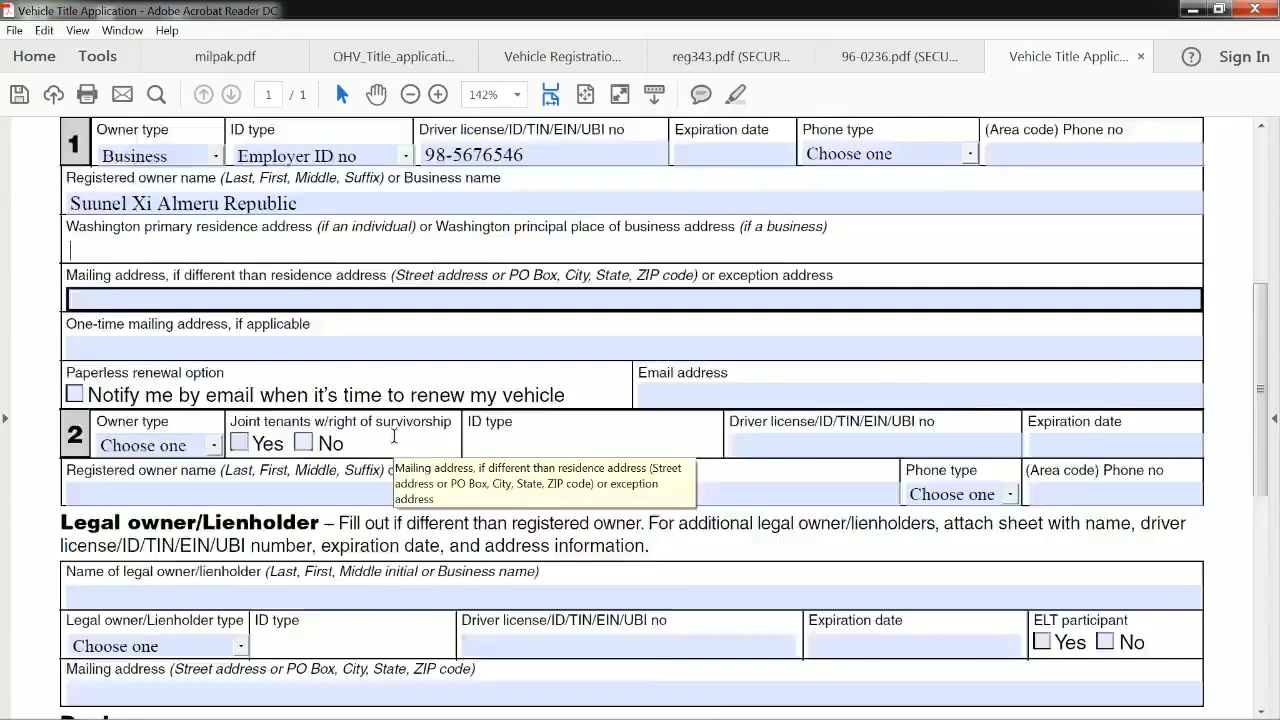 Vehicle Title Application - Adobe Acrobat Reader DC
File Edit View Window Help
Home Tools milpak.pdf OHV_Title_applicati... Vehicle Registratio... reg343.pdf (SECUR... 96-0236.pdf (SECU... Vehicle Title Applic... × ? Sign In
1 / 1 142%
1 Owner type ID type Driver license/ID/TIN/EIN/UBI no Expiration date Phone type (Area code) Phone no
Business Employer ID no 98-5676546 Choose one
Registered owner name (Last, First, Middle, Suffix) or Business name
Suunel Xi Almeru Republic
Washington primary residence address (if an individual) or Washington principal place of business address (if a business)
Mailing address, if different than residence address (Street address or PO Box, City, State, ZIP code) or exception address
One-time mailing address, if applicable
Paperless renewal option Email address
Notify me by email when it's time to renew my vehicle
2 Owner type Joint tenants w/right of survivorship ID type Driver license/ID/TIN/EIN/UBI no Expiration date
Choose one Yes No
Registered owner name (Last, First, Middle, Suffix) Phone type (Area code) Phone no
Choose one
Mailing address, if different than residence address (Street
address or PO Box, City, State, ZIP code) or exception
address
Legal owner/Lienholder – Fill out if different than registered owner. For additional legal owner/lienholders, attach sheet with name, driver
license/ID/TIN/EIN/UBI number, expiration date, and address information.
Name of legal owner/lienholder (Last, First, Middle initial or Business name)
Legal owner/Lienholder type ID type Driver license/ID/TIN/EIN/UBI no Expiration date ELT participant
Choose one Yes No
Mailing address (Street address or PO Box, City, State, ZIP code)